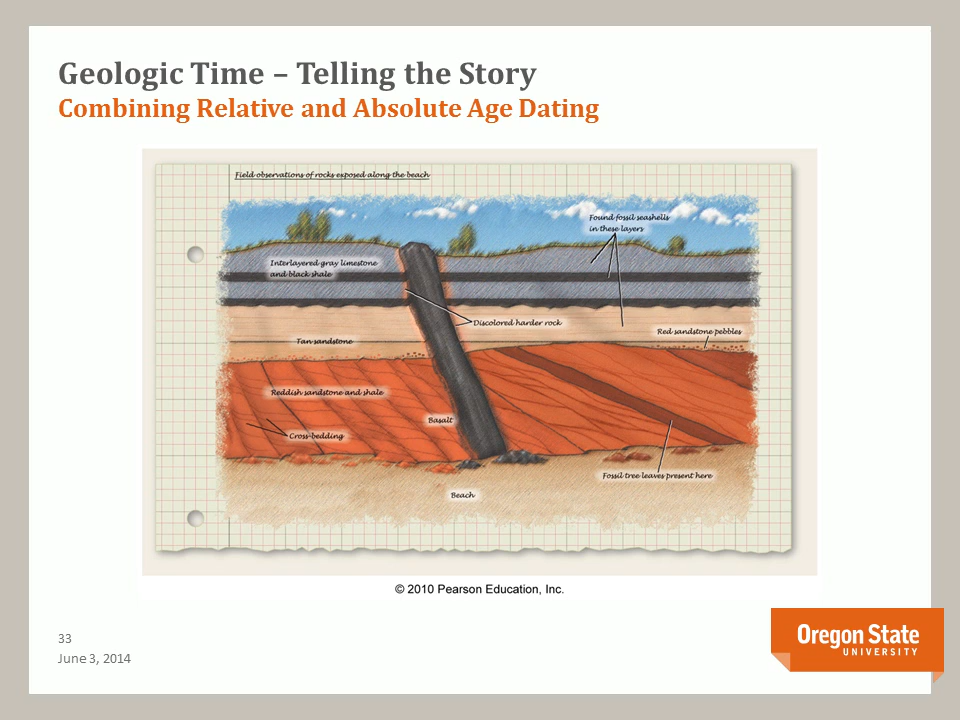 Geologic Time – Telling the Story
Combining Relative and Absolute Age Dating
Field observations of rocks exposed along the beach
Found fossil seashells
in these layers
Interlayered gray limestone
and black shale
Discolored harder rock
Red sandstone pebbles
Tan sandstone
Reddish sandstone and shale
Basalt
Cross-bedding
Fossil tree leaves present here
Beach
© 2010 Pearson Education, Inc.
33
June 3, 2014
Oregon State
UNIVERSITY